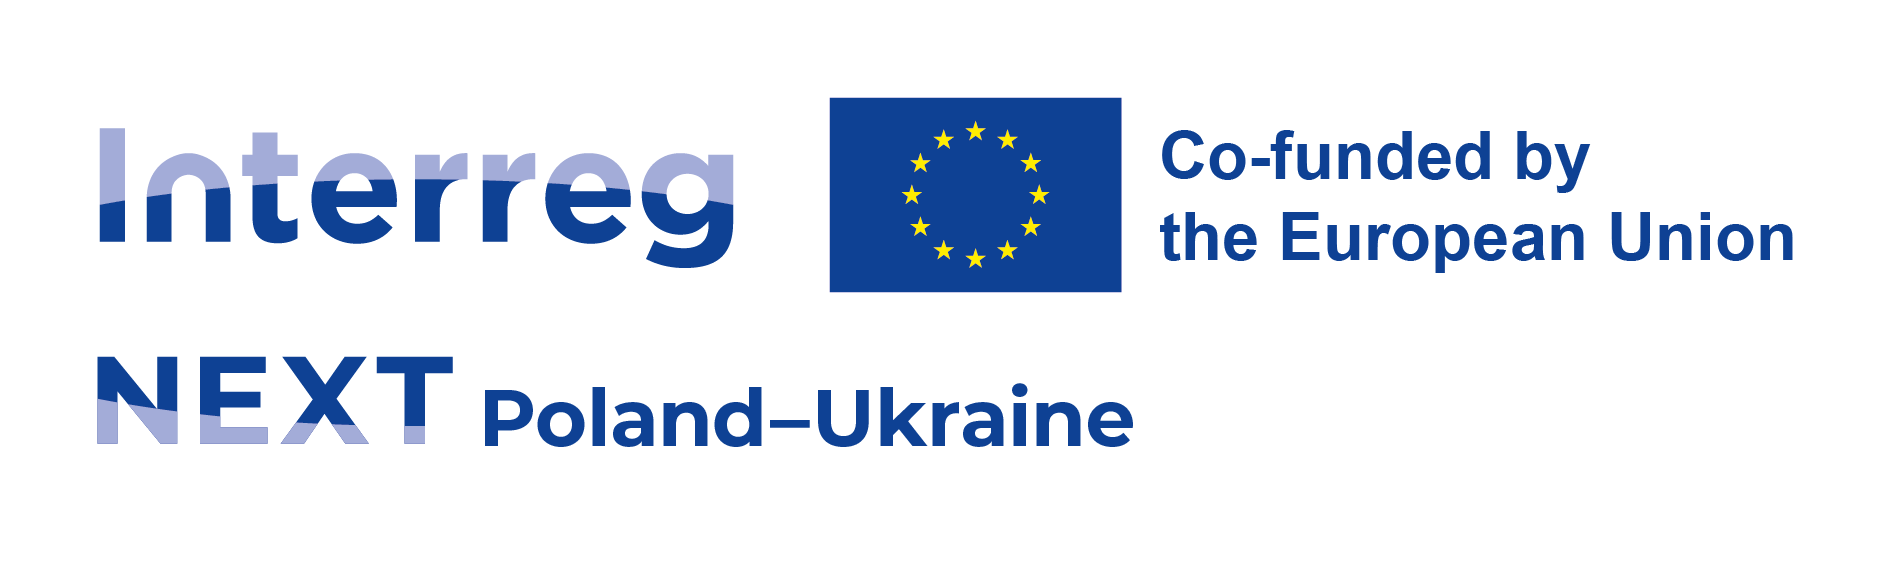 Interreg
Co-funded by
the European Union
NEXT Poland–Ukraine